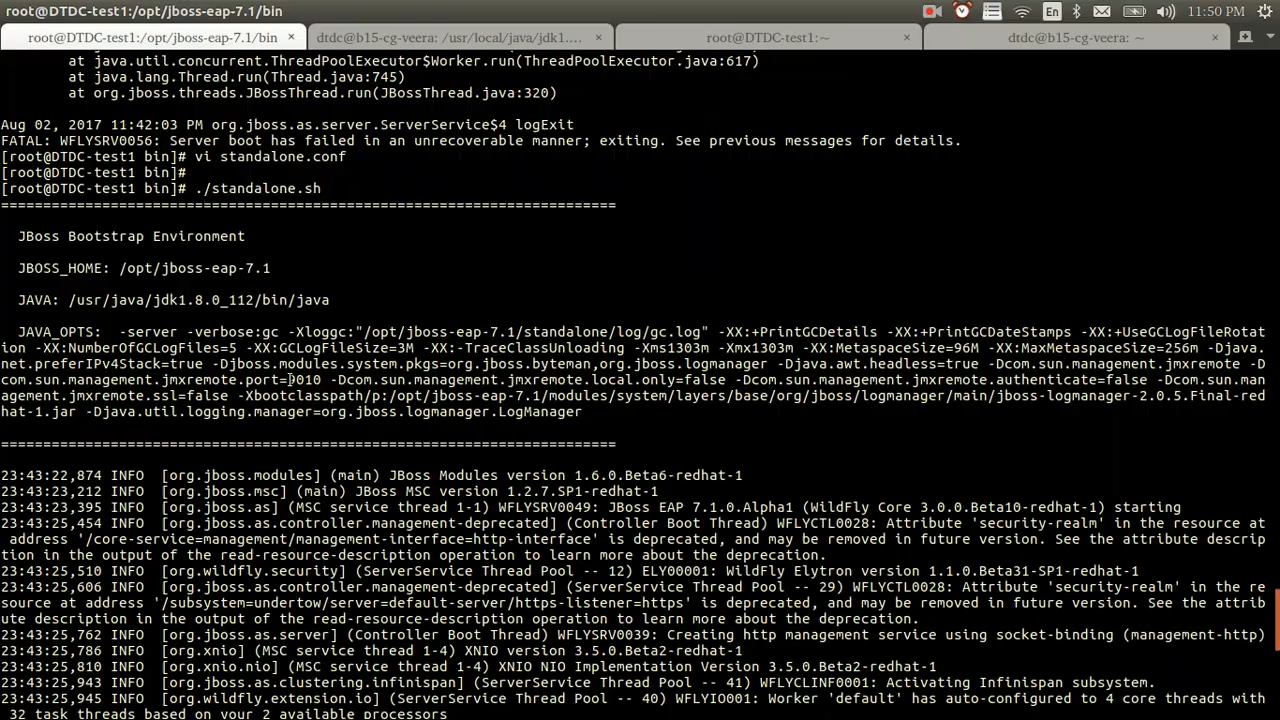 root@DTDC-test1:/opt/jboss-eap-7.1/bin
En
11:50 PM
root@DTDC-test1:/opt/jboss-eap-7.1/bin × dtdc@b15-cg-veera: /usr/local/java/jdk1.... × root@DTDC-test1:~ × dtdc@b15-cg-veera: ~ ×
at java.util.concurrent.ThreadPoolExecutor$Worker.run(ThreadPoolExecutor.java:617)
at java.lang.Thread.run(Thread.java:745)
at org.jboss.threads.JBossThread.run(JBossThread.java:320)
Aug 02, 2017 11:42:03 PM org.jboss.as.server.ServerService$4 logExit
FATAL: WFLYSRV0056: Server boot has failed in an unrecoverable manner; exiting. See previous messages for details.
[root@DTDC-test1 bin]# vi standalone.conf
[root@DTDC-test1 bin]#
[root@DTDC-test1 bin]# ./standalone.sh
=========================================================================
JBoss Bootstrap Environment
JBOSS_HOME: /opt/jboss-eap-7.1
JAVA: /usr/java/jdk1.8.0_112/bin/java
JAVA_OPTS:  -server -verbose:gc -Xloggc:"/opt/jboss-eap-7.1/standalone/log/gc.log" -XX:+PrintGCDetails -XX:+PrintGCDateStamps -XX:+UseGCLogFileRotat
ion -XX:NumberOfGCLogFiles=5 -XX:GCLogFileSize=3M -XX:-TraceClassUnloading -Xms1303m -Xmx1303m -XX:MetaspaceSize=96M -XX:MaxMetaspaceSize=256m -Djava.
net.preferIPv4Stack=true -Djboss.modules.system.pkgs=org.jboss.byteman,org.jboss.logmanager -Djava.awt.headless=true -Dcom.sun.management.jmxremote -D
com.sun.management.jmxremote.port=9010 -Dcom.sun.management.jmxremote.local.only=false -Dcom.sun.management.jmxremote.authenticate=false -Dcom.sun.man
agement.jmxremote.ssl=false -Xbootclasspath/p:/opt/jboss-eap-7.1/modules/system/layers/base/org/jboss/logmanager/main/jboss-logmanager-2.0.5.Final-red
hat-1.jar -Djava.util.logging.manager=org.jboss.logmanager.LogManager
=========================================================================
23:43:22,874 INFO  [org.jboss.modules] (main) JBoss Modules version 1.6.0.Beta6-redhat-1
23:43:23,212 INFO  [org.jboss.msc] (main) JBoss MSC version 1.2.7.SP1-redhat-1
23:43:23,395 INFO  [org.jboss.as] (MSC service thread 1-1) WFLYSRV0049: JBoss EAP 7.1.0.Alpha1 (WildFly Core 3.0.0.Beta10-redhat-1) starting
23:43:25,454 INFO  [org.jboss.as.controller.management-deprecated] (Controller Boot Thread) WFLYCTL0028: Attribute 'security-realm' in the resource at
address '/core-service=management/management-interface=http-interface' is deprecated, and may be removed in future version. See the attribute descrip
tion in the output of the read-resource-description operation to learn more about the deprecation.
23:43:25,510 INFO  [org.wildfly.security] (ServerService Thread Pool -- 12) ELY00001: WildFly Elytron version 1.1.0.Beta31-SP1-redhat-1
23:43:25,606 INFO  [org.jboss.as.controller.management-deprecated] (ServerService Thread Pool -- 29) WFLYCTL0028: Attribute 'security-realm' in the re
source at address '/subsystem=undertow/server=default-server/https-listener=https' is deprecated, and may be removed in future version. See the attrib
ute description in the output of the read-resource-description operation to learn more about the deprecation.
23:43:25,762 INFO  [org.jboss.as.server] (Controller Boot Thread) WFLYSRV0039: Creating http management service using socket-binding (management-http)
23:43:25,786 INFO  [org.xnio] (MSC service thread 1-4) XNIO version 3.5.0.Beta2-redhat-1
23:43:25,810 INFO  [org.xnio.nio] (MSC service thread 1-4) XNIO NIO Implementation Version 3.5.0.Beta2-redhat-1
23:43:25,943 INFO  [org.jboss.as.clustering.infinispan] (ServerService Thread Pool -- 41) WFLYCLINF0001: Activating Infinispan subsystem.
23:43:25,945 INFO  [org.wildfly.extension.io] (ServerService Thread Pool -- 40) WFLYIO001: Worker 'default' has auto-configured to 4 core threads with
32 task threads based on your 2 available processors